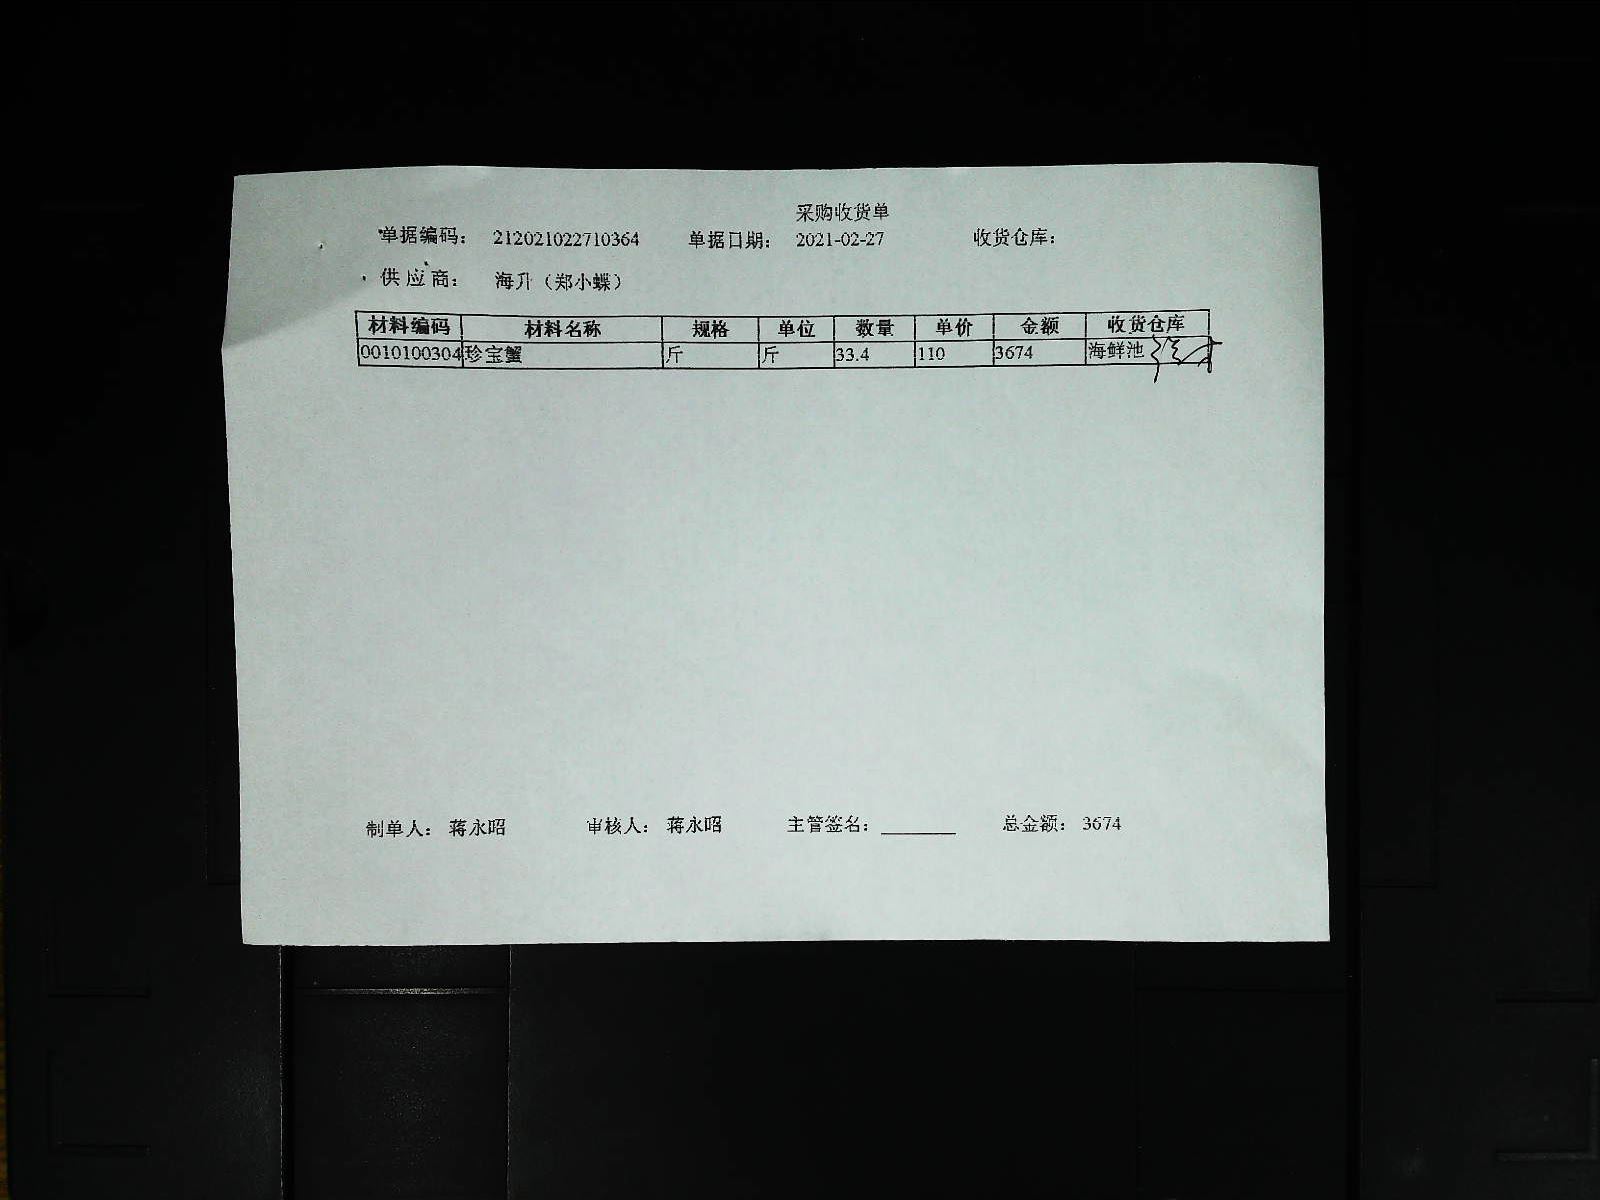 采购收货单
单据编码： 212021022710364 单据日期： 2021-02-27 收货仓库：
供应商： 海升（郑小蝶）
材料编码 材料名称 规格 单位 数量 单价 金额 收货仓库
0010100304 珍宝蟹 斤 斤 33.4 110 3674 海鲜池
制单人： 蒋永昭 审核人： 蒋永昭 主管签名： 总金额： 3674